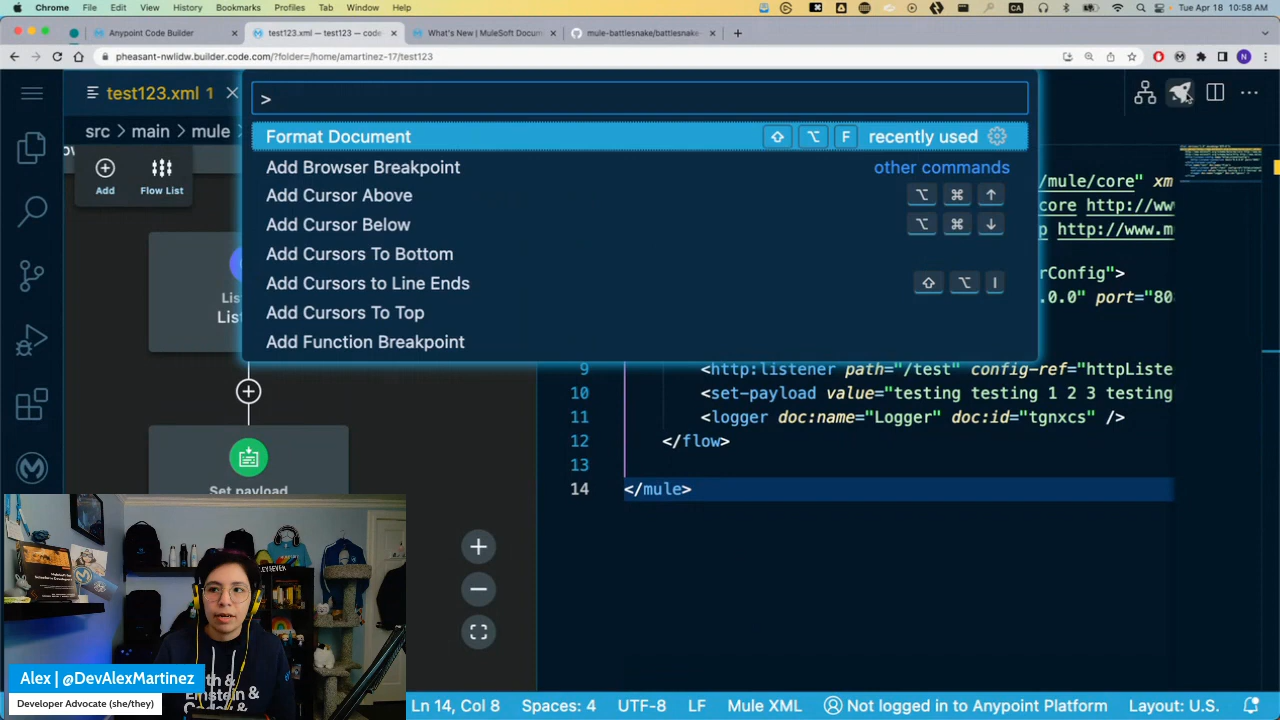 Chrome File Edit View History Bookmarks Profiles Tab Window Help
CA
Tue Apr 18 10:58 AM
Anypoint Code Builder
test123.xml — test123 — code-
What's New | MuleSoft Docum
mule-battlesnake/battlesnake-
pheasant-nwlidw.builder.code.com/?folder=/home/amartinez-17/test123
N
test123.xml 1
>
src > main > mule >
Format Document F recently used
Add Browser Breakpoint other commands
Add Cursor Above
Add Cursor Below
Add Cursors To Bottom
Add Cursors to Line Ends I
Add Cursors To Top
Add Function Breakpoint
Add
Flow List
Set payload
/mule/core" xm
core http://ww
p http://www.m
erConfig">
.0.0" port="80
9 <http:listener path="/test" config-ref="httpListe
10 <set-payload value="testing testing 1 2 3 testing
11 <logger doc:name="Logger" doc:id="tgnxcs" />
12 </flow>
13
14 </mule>
Alex | @DevAlexMartinez
Developer Advocate (she/they)
Ln 14, Col 8 Spaces: 4 UTF-8 LF Mule XML Not logged in to Anypoint Platform Layout: U.S.